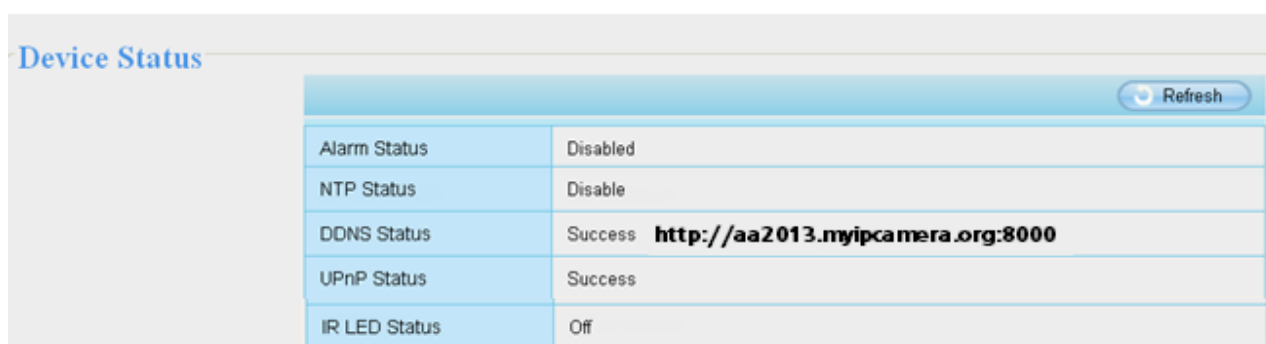 Device Status
Refresh
Alarm Status Disabled
NTP Status Disable
DDNS Status Success http://aa2013.myipcamera.org:8000
UPnP Status Success
IR LED Status Off